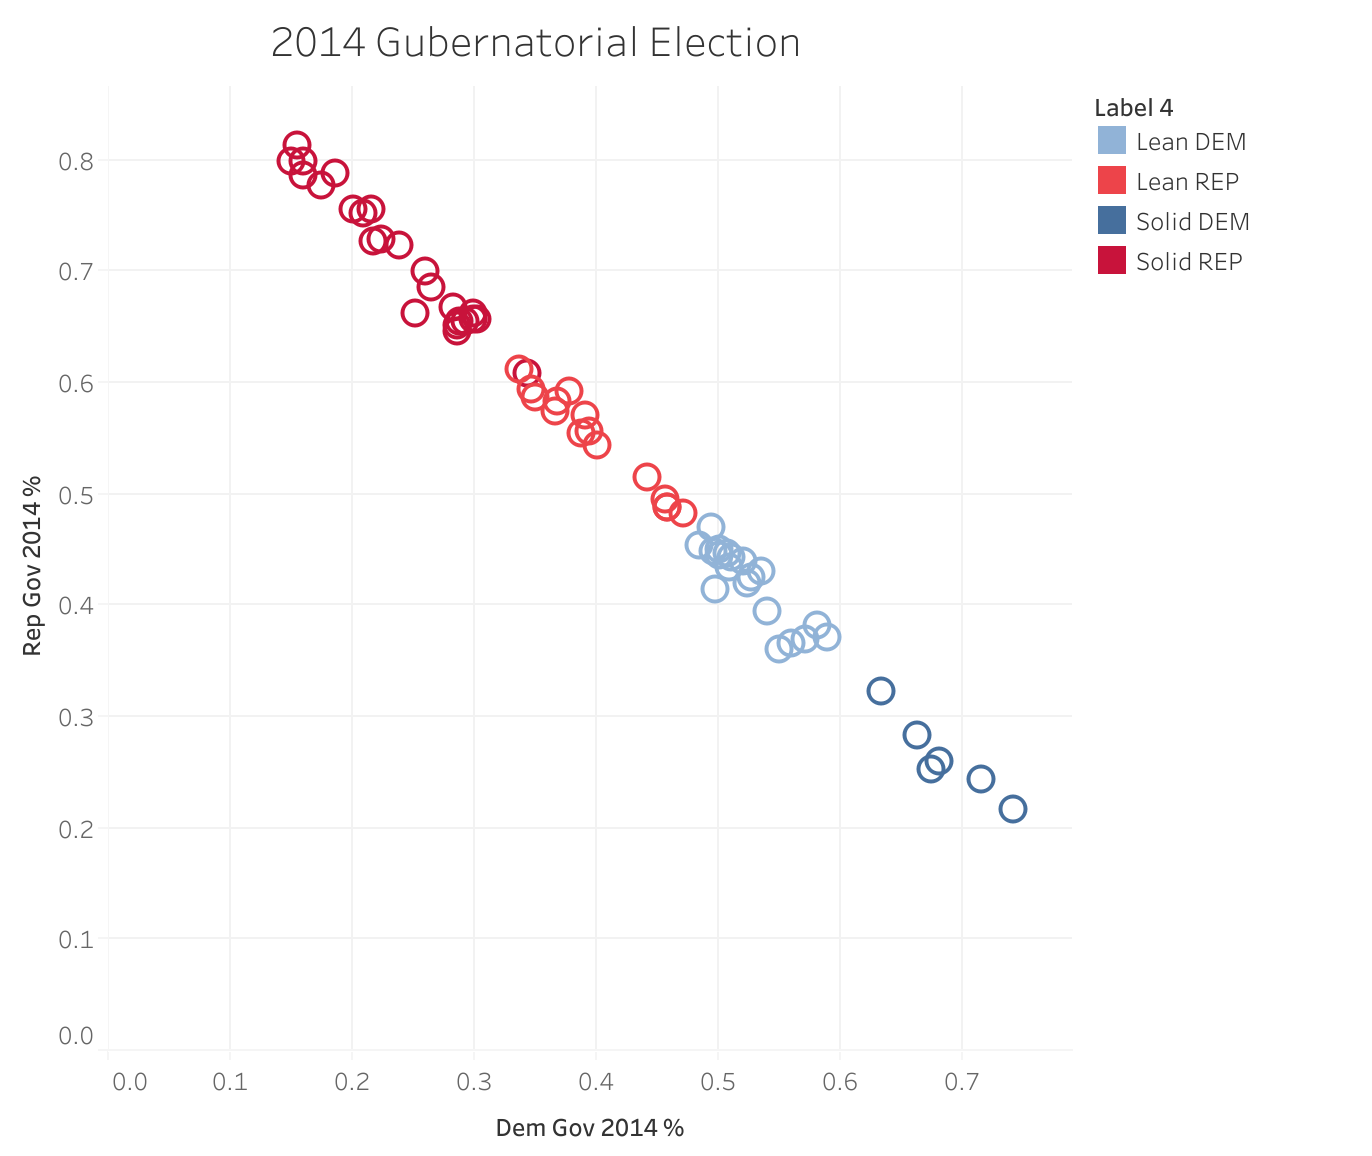 2014 Gubernatorial Election
Label 4
Lean DEM
Lean REP
Solid DEM
Solid REP
0.8
0.7
0.6
0.5
0.4
0.3
0.2
0.1
0.0
Rep Gov 2014 %
0.0 0.1 0.2 0.3 0.4 0.5 0.6 0.7
Dem Gov 2014 %